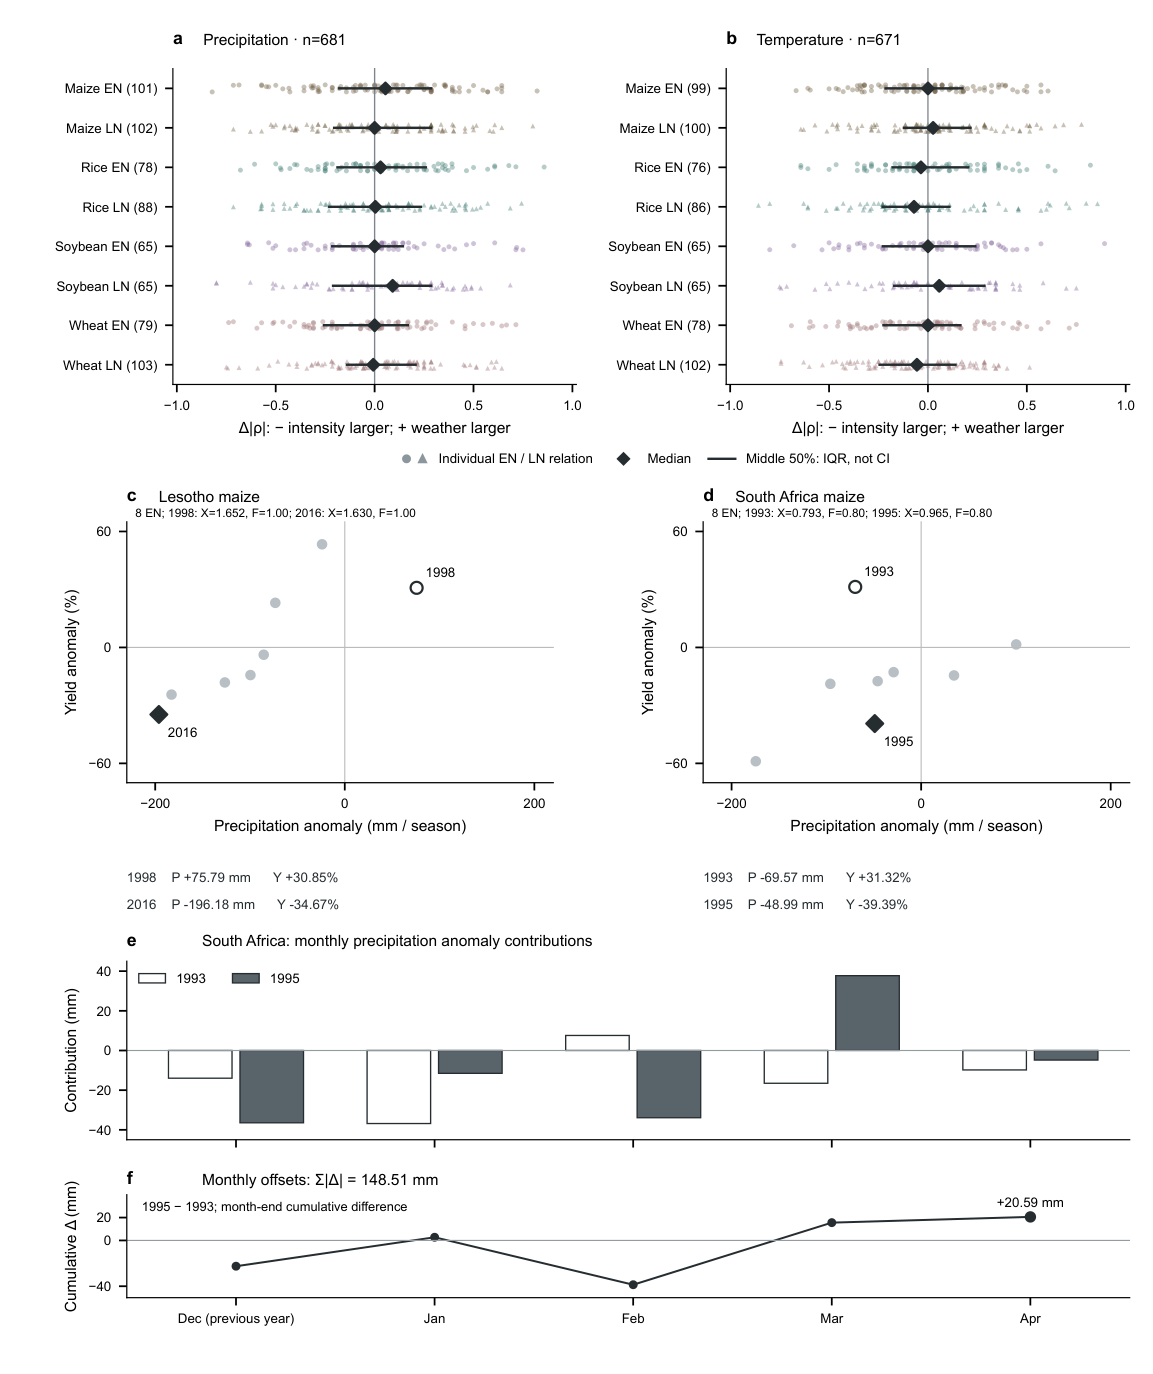 a Precipitation · n=681
Maize EN (101)
Maize LN (102)
Rice EN (78)
Rice LN (88)
Soybean EN (65)
Soybean LN (65)
Wheat EN (79)
Wheat LN (103)
−1.0 −0.5 0.0 0.5 1.0
Δ|ρ|: − intensity larger; + weather larger
b Temperature · n=671
Maize EN (99)
Maize LN (100)
Rice EN (76)
Rice LN (86)
Soybean EN (65)
Soybean LN (65)
Wheat EN (78)
Wheat LN (102)
−1.0 −0.5 0.0 0.5 1.0
Δ|ρ|: − intensity larger; + weather larger
Individual EN / LN relation Median Middle 50%: IQR, not CI
c Lesotho maize
8 EN; 1998: X=1.652, F=1.00; 2016: X=1.630, F=1.00
Yield anomaly (%)
60
0
−60
1998
2016
−200 0 200
Precipitation anomaly (mm / season)
1998 P +75.79 mm Y +30.85%
2016 P -196.18 mm Y -34.67%
d South Africa maize
8 EN; 1993: X=0.793, F=0.80; 1995: X=0.965, F=0.80
Yield anomaly (%)
60
0
−60
1993
1995
−200 0 200
Precipitation anomaly (mm / season)
1993 P -69.57 mm Y +31.32%
1995 P -48.99 mm Y -39.39%
e South Africa: monthly precipitation anomaly contributions
1993 1995
Contribution (mm)
40
20
0
−20
−40
f Monthly offsets: Σ|Δ| = 148.51 mm
1995 − 1993; month-end cumulative difference
+20.59 mm
Cumulative Δ (mm)
20
0
−40
Dec (previous year) Jan Feb Mar Apr